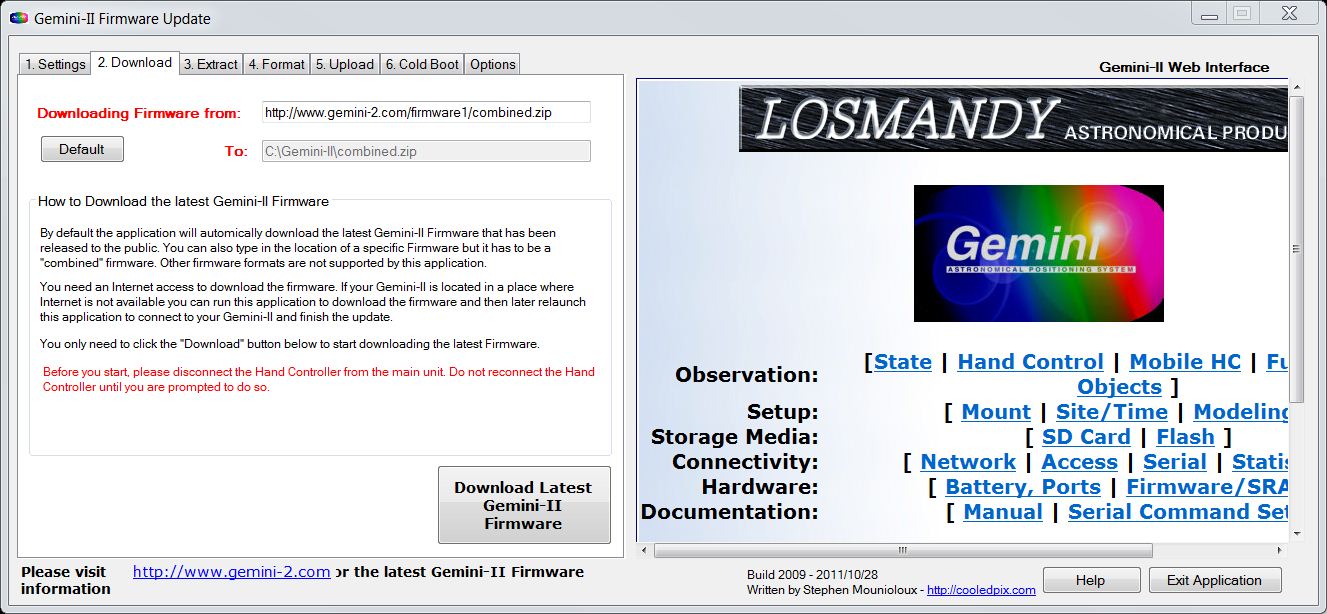 Gemini-II Firmware Update
1. Settings
2. Download
3. Extract
4. Format
5. Upload
6. Cold Boot
Options
Downloading Firmware from:
http://www.gemini-2.com/firmware1/combined.zip
Default
To:
C:\Gemini-II\combined.zip
How to Download the latest Gemini-II Firmware
By default the application will automically download the latest Gemini-II Firmware that has been
released to the public. You can also type in the location of a specific Firmware but it has to be a
"combined" firmware. Other firmware formats are not supported by this application.
You need an Internet access to download the firmware. If your Gemini-II is located in a place where
Internet is not available you can run this application to download the firmware and then later relaunch
this application to connect to your Gemini-II and finish the update.
You only need to click the "Download" button below to start downloading the latest Firmware.
Before you start, please disconnect the Hand Controller from the main unit. Do not reconnect the Hand
Controller until you are prompted to do so.
Download Latest
Gemini-II
Firmware
Gemini-II Web Interface
LOSMANDY ASTRONOMICAL PRODU
Gemini
ASTRONOMICAL POSITIONING SYSTEM
Observation: [State | Hand Control | Mobile HC | Fu
Objects ]
Setup: [ Mount | Site/Time | Modeling
Storage Media: [ SD Card | Flash ]
Connectivity: [ Network | Access | Serial | Statis
Hardware: [ Battery, Ports | Firmware/SRA
Documentation: [ Manual | Serial Command Set
Please visit http://www.gemini-2.com or the latest Gemini-II Firmware
information
Build 2009 - 2011/10/28
Written by Stephen Mounioloux - http://cooledpix.com
Help
Exit Application